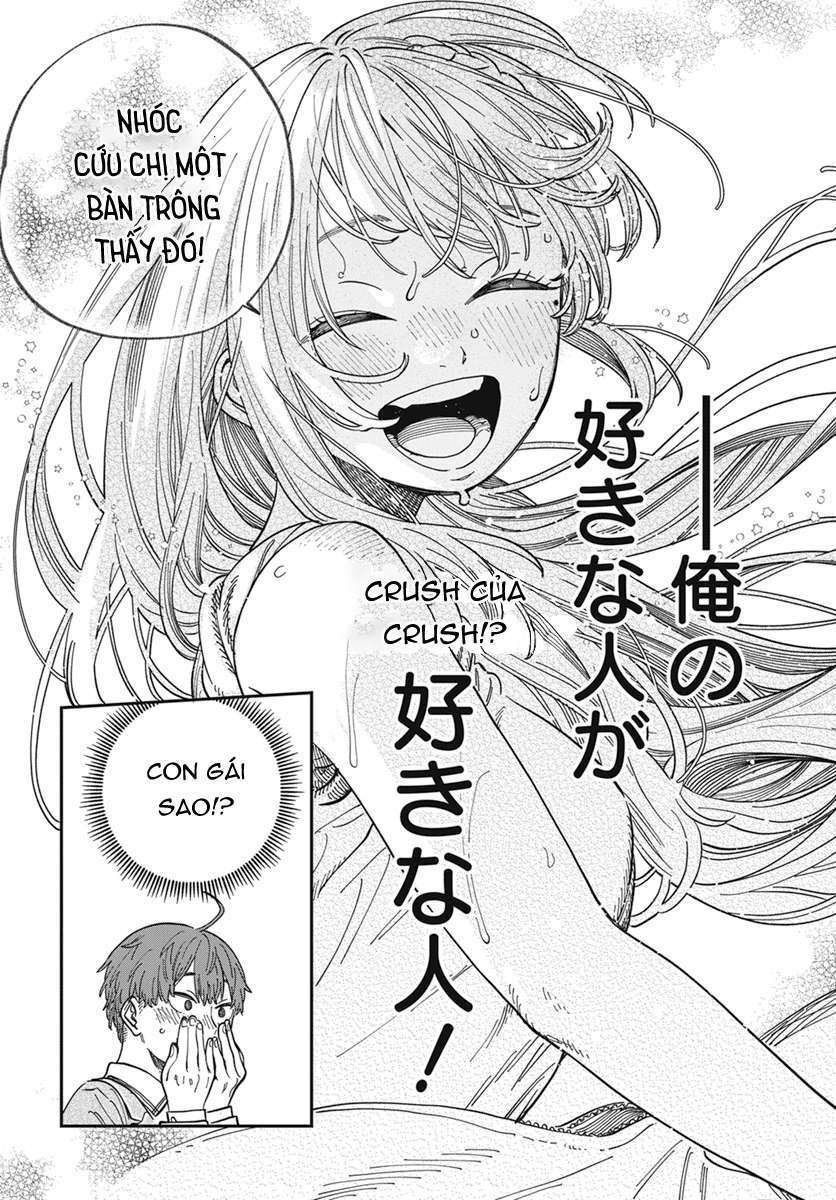 NHÓC
CỨU CHỊ MỘT
BÀN TRÔNG
THẤY ĐÓ!
——俺の
好きな人が
好きな人!
CRUSH CỦA
CRUSH!?
CON GÁI
SAO!?